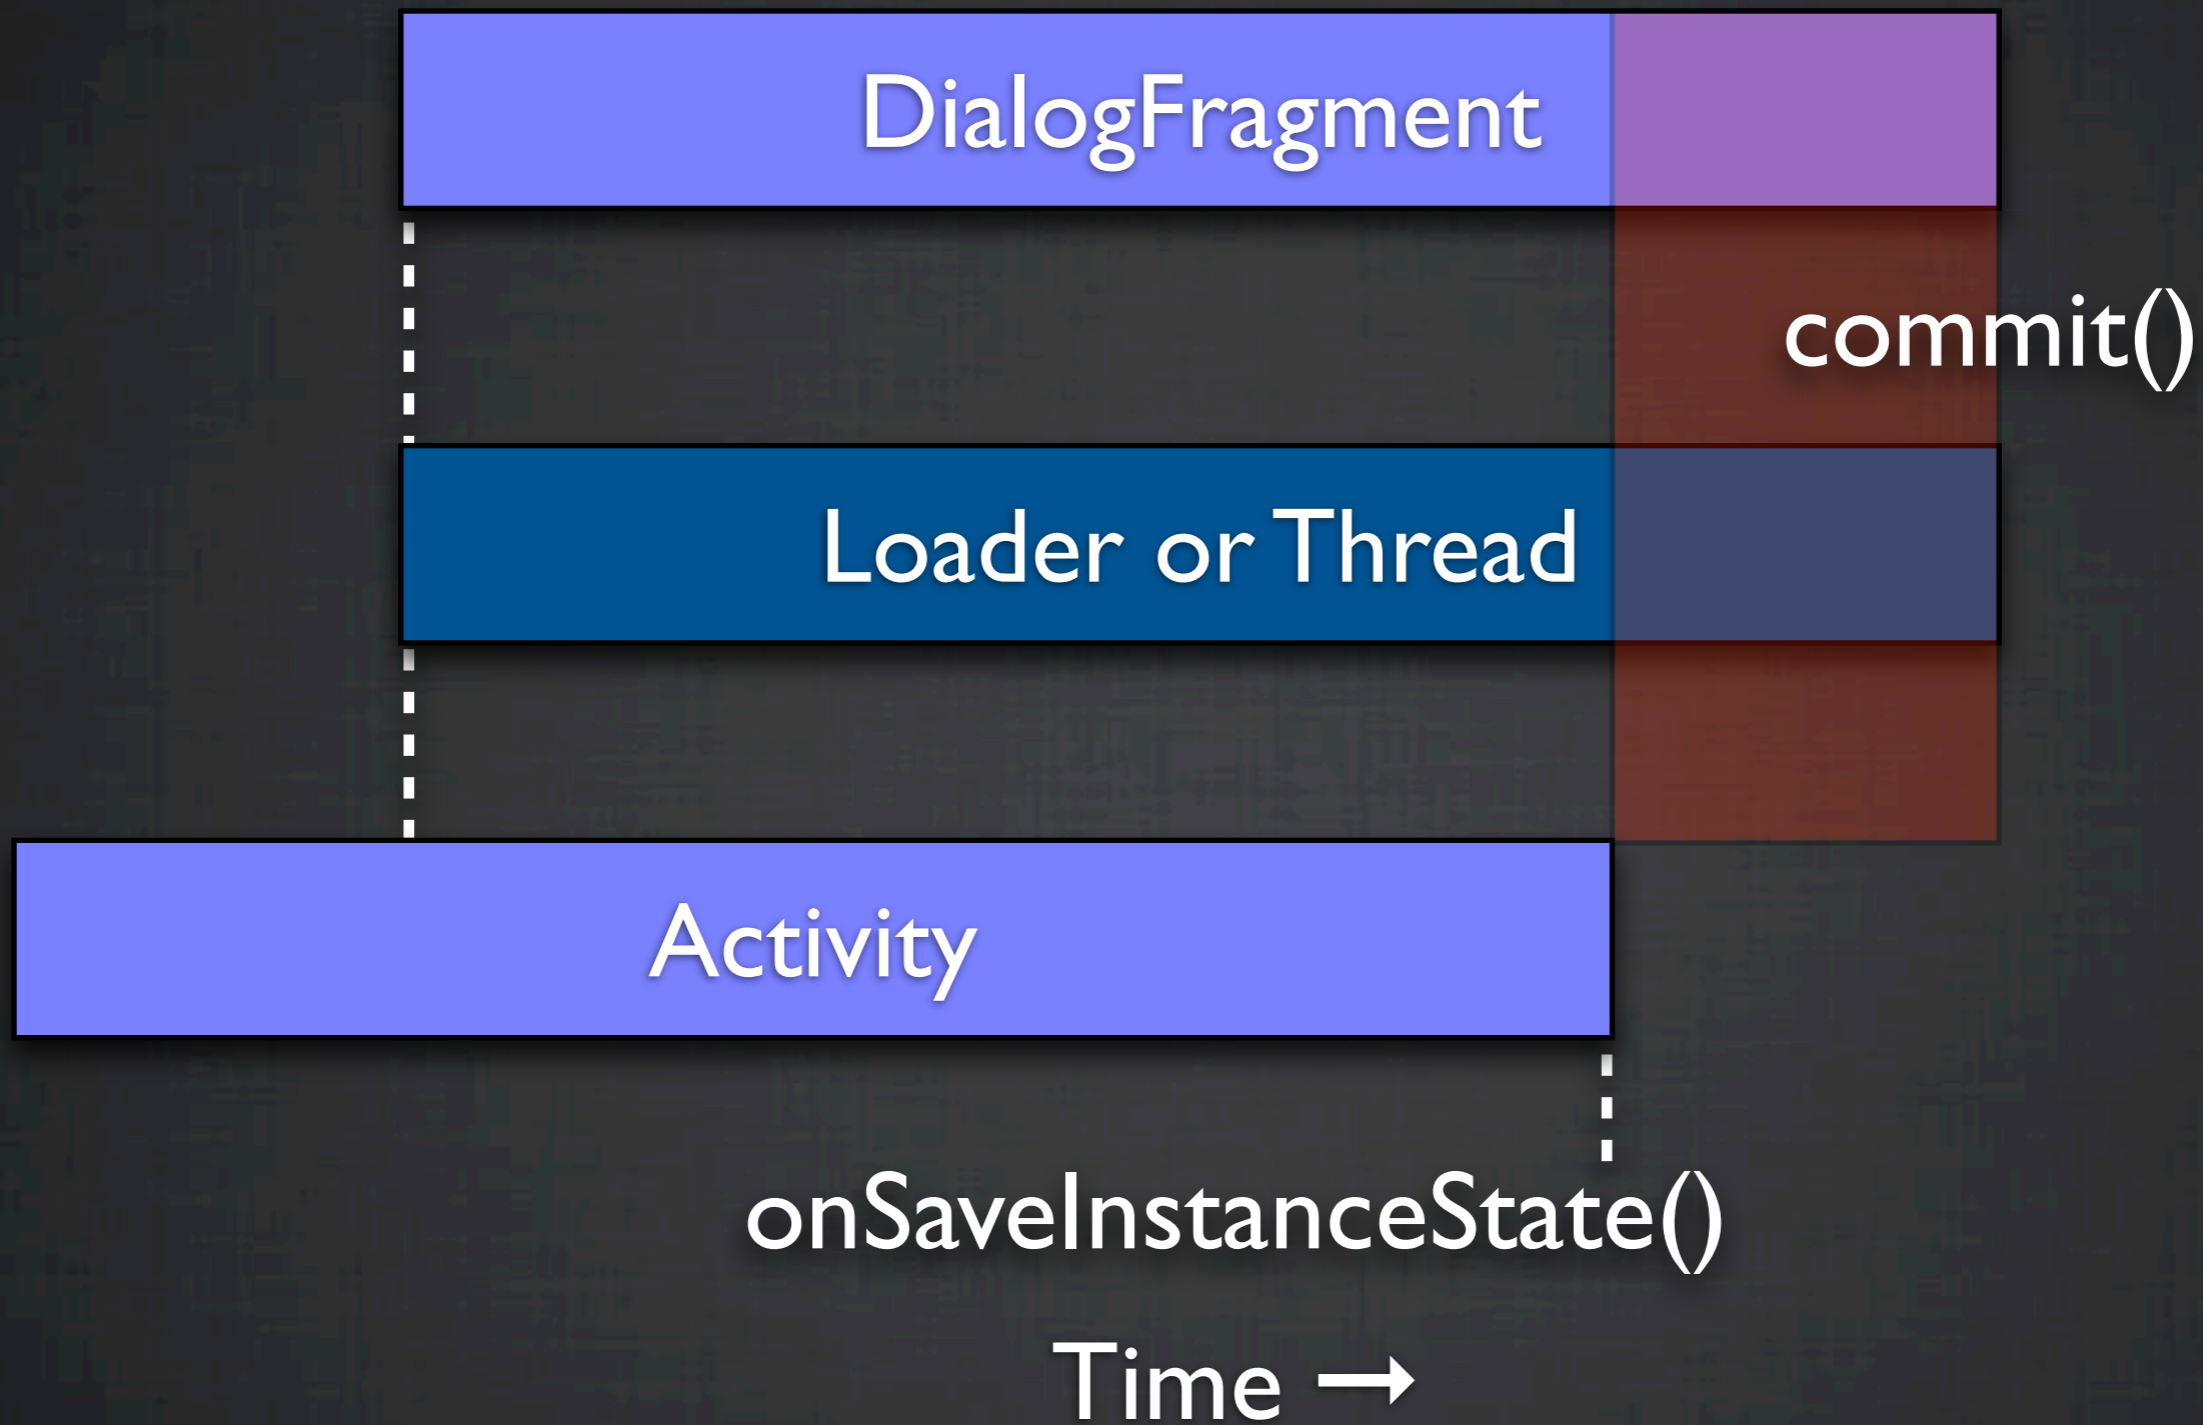 DialogFragment
commit()
Loader or Thread
Activity
onSaveInstanceState()
Time →